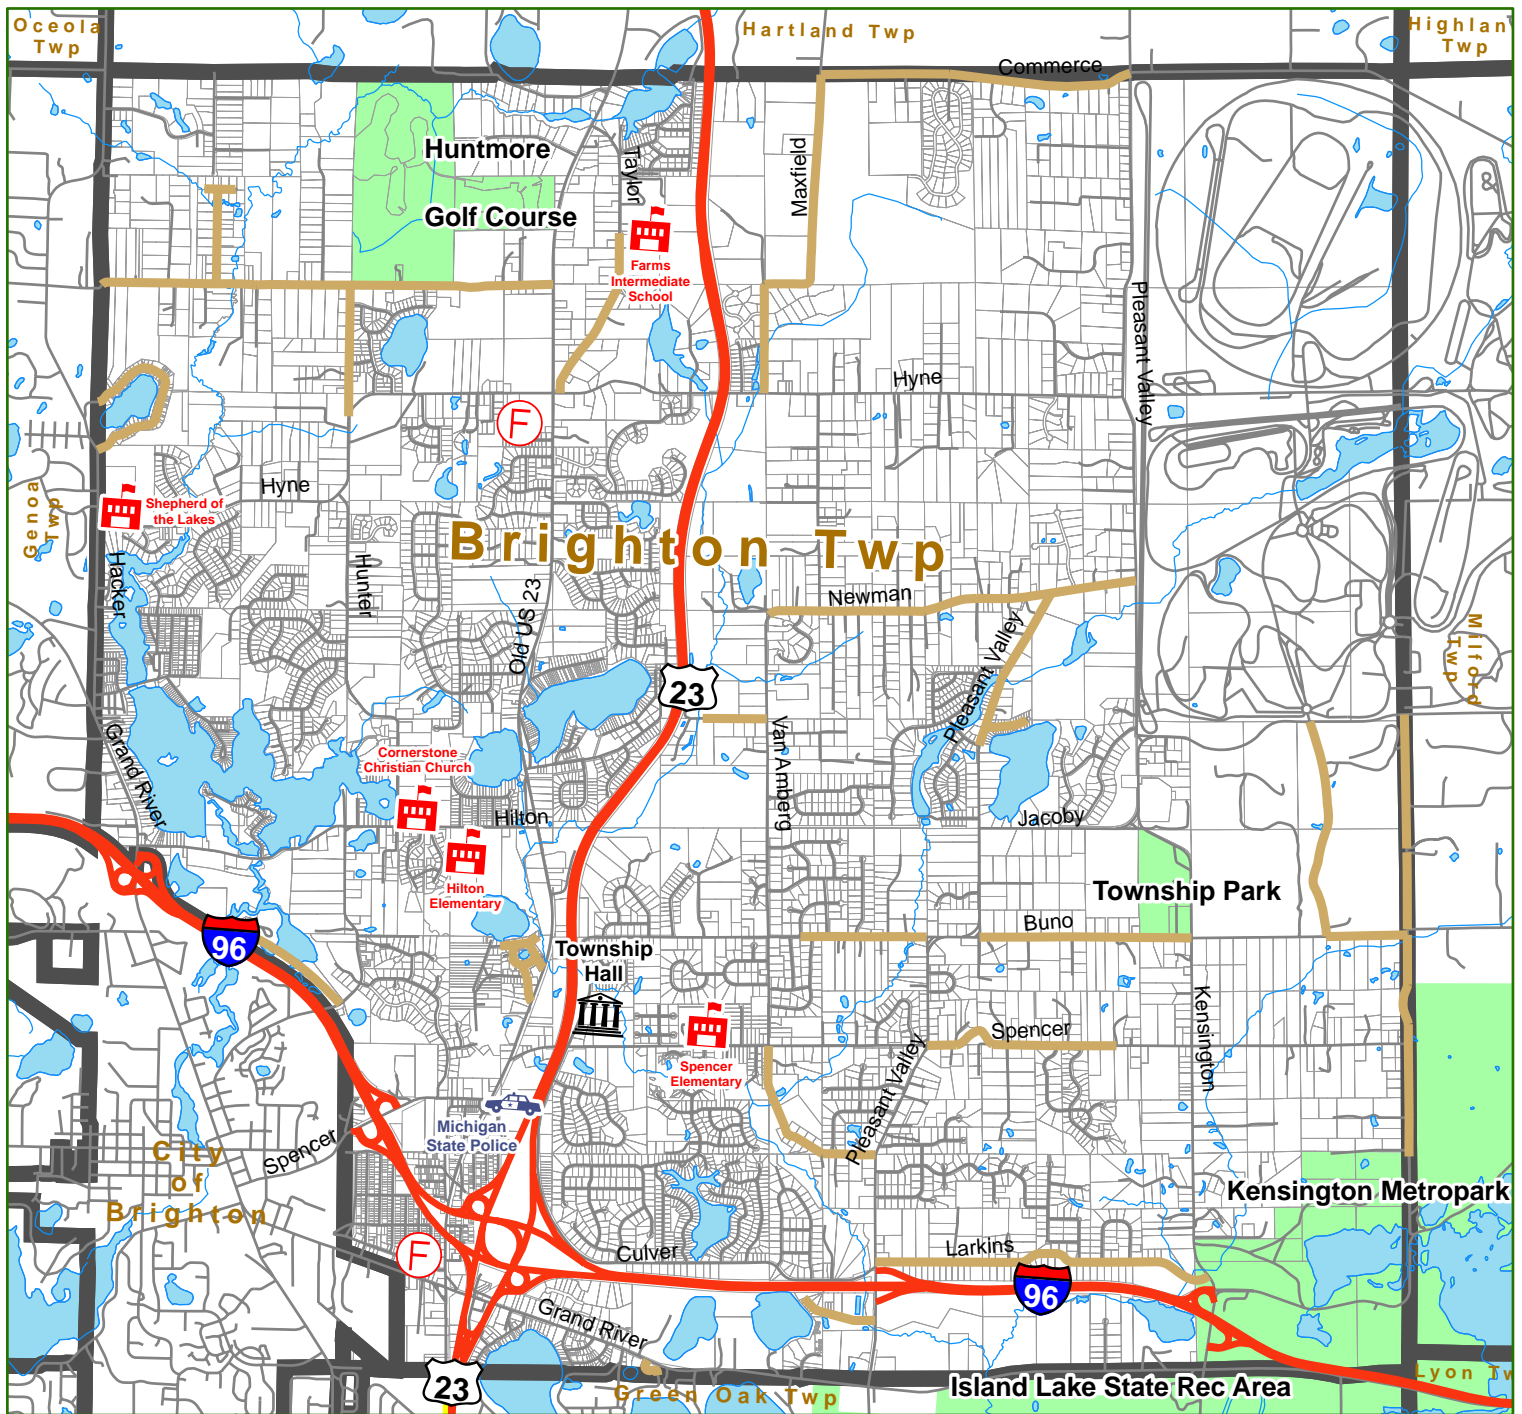 Oceola
Twp
Hartland Twp
Highlan
Twp
Commerce
Huntmore
Golf Course
Taylor
Maxfield
Farms
Intermediate
School
Pleasant Valley
Hyne
F
Genoa
Twp
Shepherd of
the Lakes
Hyne
Brighton Twp
Hacker
Hunter
Old US 23
Newman
Pleasant Valley
Milford
Twp
23
Grand River
Cornerstone
Christian Church
Van Amberg
Hilton
Jacoby
Hilton
Elementary
Township Park
Buno
96
Township
Hall
Kensington
Spencer
Spencer
Elementary
Pleasant Valley
Michigan
State Police
Spencer
City
of
Brighton
Kensington Metropark
F
Culver
Larkins
96
Grand River
23
Green Oak Twp
Island Lake State Rec Area
Lyon Tw